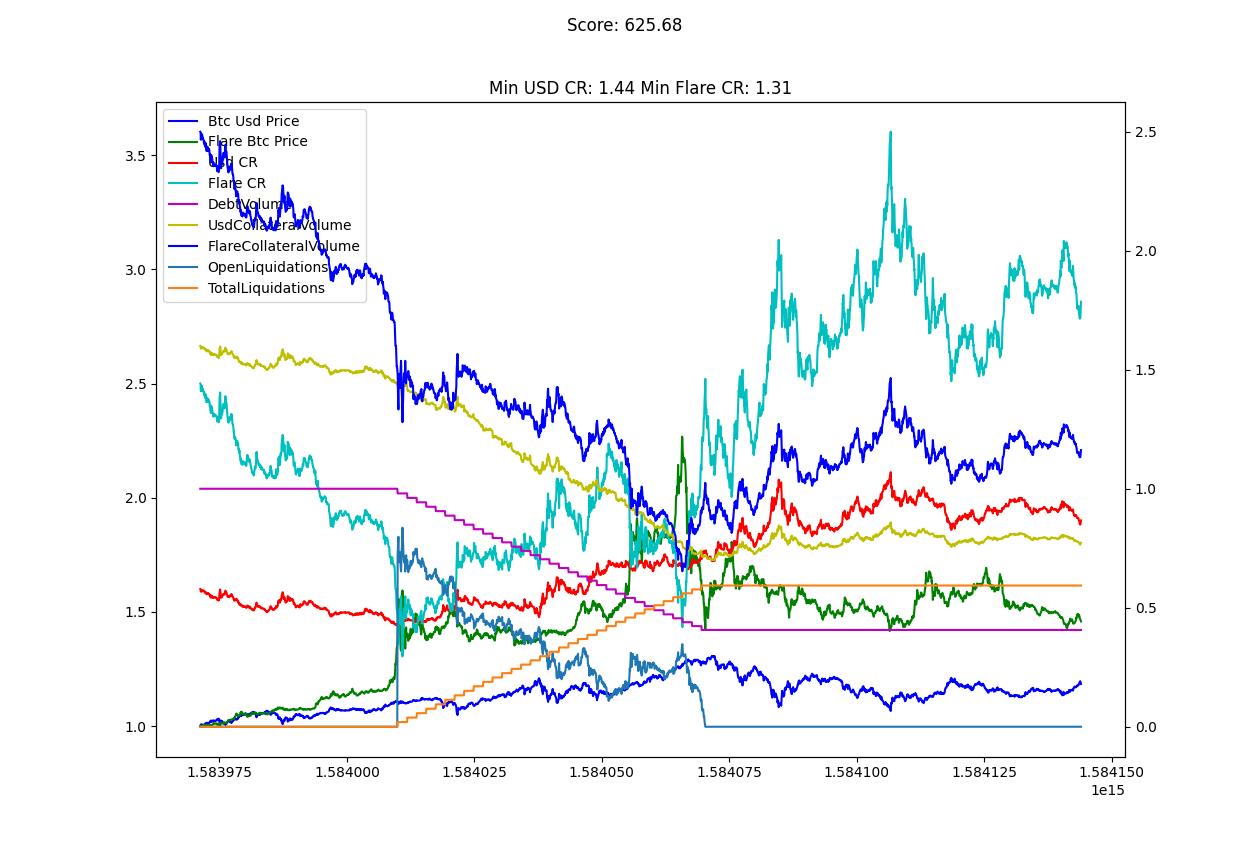 Score: 625.68
Min USD CR: 1.44 Min Flare CR: 1.31
Btc Usd Price
Flare Btc Price
Usd CR
Flare CR
DebtVolume
UsdCollateralVolume
FlareCollateralVolume
OpenLiquidations
TotalLiquidations
3.5
3.0
2.5
2.0
1.5
1.0
2.5
2.0
1.5
1.0
0.5
0.0
1.583975 1.584000 1.584025 1.584050 1.584075 1.584100 1.584125 1.584150
1e15